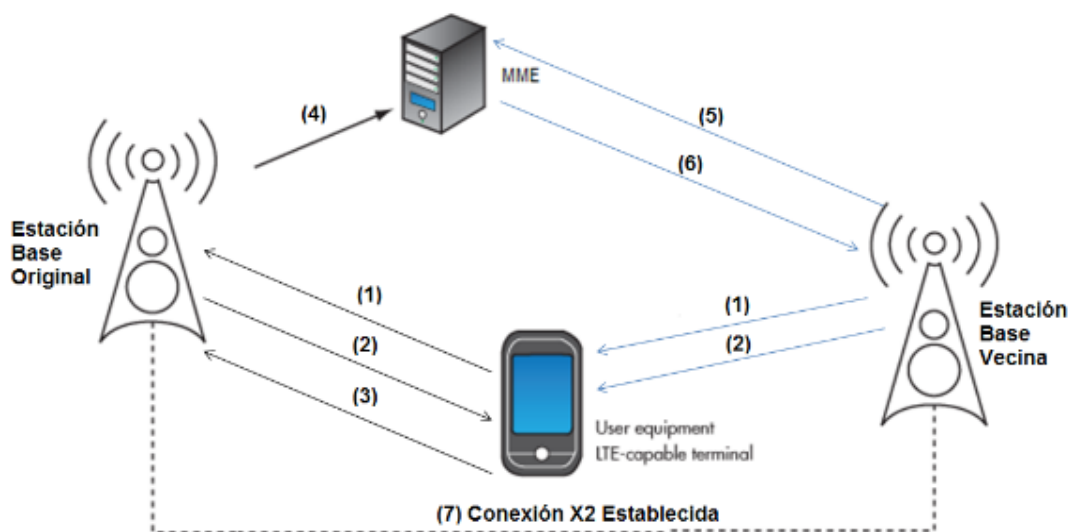 MME
(4)
(5)
(6)
Estación
Base
Original
(1)
(2)
(3)
(1)
(2)
Estación
Base
Vecina
User equipment
LTE-capable terminal
(7) Conexión X2 Establecida